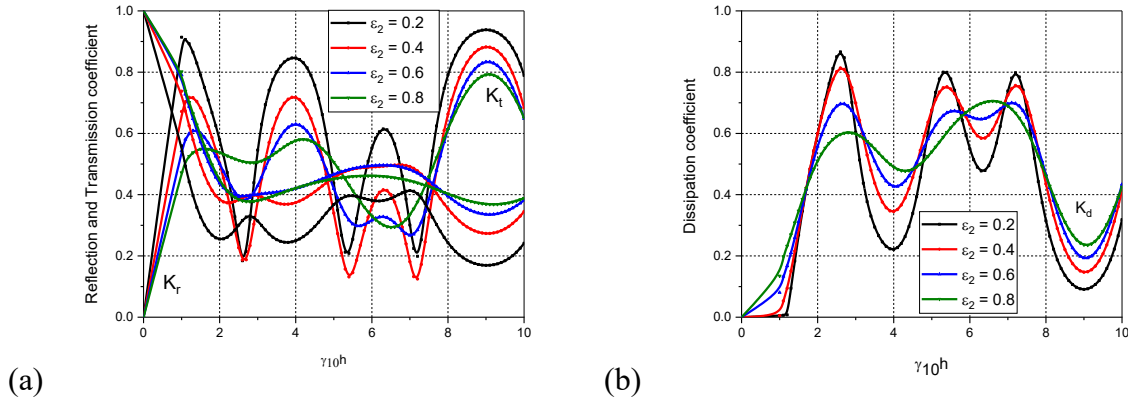 Reflection and Transmission coefficient
1.0
0.8
0.6
0.4
0.2
0.0
0
2
4
6
8
10
γ10h
ε2 = 0.2
ε2 = 0.4
ε2 = 0.6
ε2 = 0.8
Kt
Kr
(a)
Dissipation coefficient
1.0
0.8
0.6
0.4
0.2
0.0
0
2
4
6
8
10
γ10h
Kd
ε2 = 0.2
ε2 = 0.4
ε2 = 0.6
ε2 = 0.8
(b)